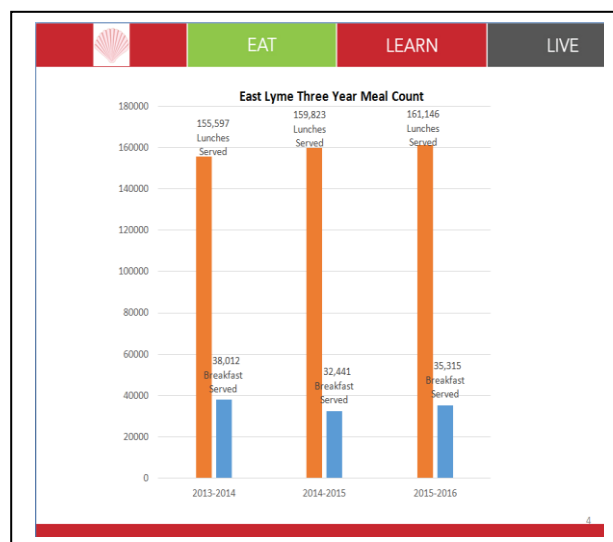 EAT
LEARN
LIVE
East Lyme Three Year Meal Count
180000
160000
140000
120000
100000
80000
60000
40000
20000
0
155,597
Lunches
Served
159,823
Lunches
Served
161,146
Lunches
Served
38,012
Breakfast
Served
32,441
Breakfast
Served
35,315
Breakfast
Served
2013-2014
2014-2015
2015-2016
4